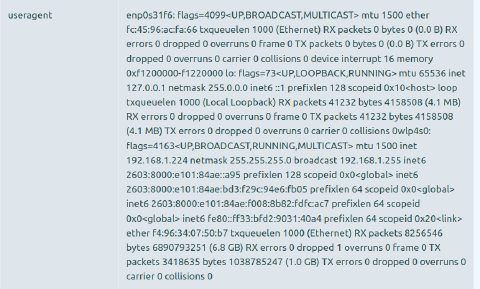 useragent
enp0s31f6: flags=4099<UP,BROADCAST,MULTICAST> mtu 1500 ether
fc:45:96:ac:fa:66 txqueuelen 1000 (Ethernet) RX packets 0 bytes 0 (0.0 B) RX
errors 0 dropped 0 overruns 0 frame 0 TX packets 0 bytes 0 (0.0 B) TX errors 0
dropped 0 overruns 0 carrier 0 collisions 0 device interrupt 16 memory
0xf1200000-f1220000 lo: flags=73<UP,LOOPBACK,RUNNING> mtu 65536 inet
127.0.0.1 netmask 255.0.0.0 inet6 ::1 prefixlen 128 scopeid 0x10<host> loop
txqueuelen 1000 (Local Loopback) RX packets 41232 bytes 4158508 (4.1 MB)
RX errors 0 dropped 0 overruns 0 frame 0 TX packets 41232 bytes 4158508
(4.1 MB) TX errors 0 dropped 0 overruns 0 carrier 0 collisions 0wlp4s0:
flags=4163<UP,BROADCAST,RUNNING,MULTICAST> mtu 1500 inet
192.168.1.224 netmask 255.255.255.0 broadcast 192.168.1.255 inet6
2603:8000:e101:84ae::a95 prefixlen 128 scopeid 0x0<global> inet6
2603:8000:e101:84ae:bd3:f29c:94e6:fb05 prefixlen 64 scopeid 0x0<global>
inet6 2603:8000:e101:84ae:f008:8b82:fdfc:ac7 prefixlen 64 scopeid
0x0<global> inet6 fe80::ff33:bfd2:9031:40a4 prefixlen 64 scopeid 0x20<link>
ether f4:96:34:07:50:b7 txqueuelen 1000 (Ethernet) RX packets 8256546
bytes 6890793251 (6.8 GB) RX errors 0 dropped 1 overruns 0 frame 0 TX
packets 3418635 bytes 1038785247 (1.0 GB) TX errors 0 dropped 0 overruns 0
carrier 0 collisions 0